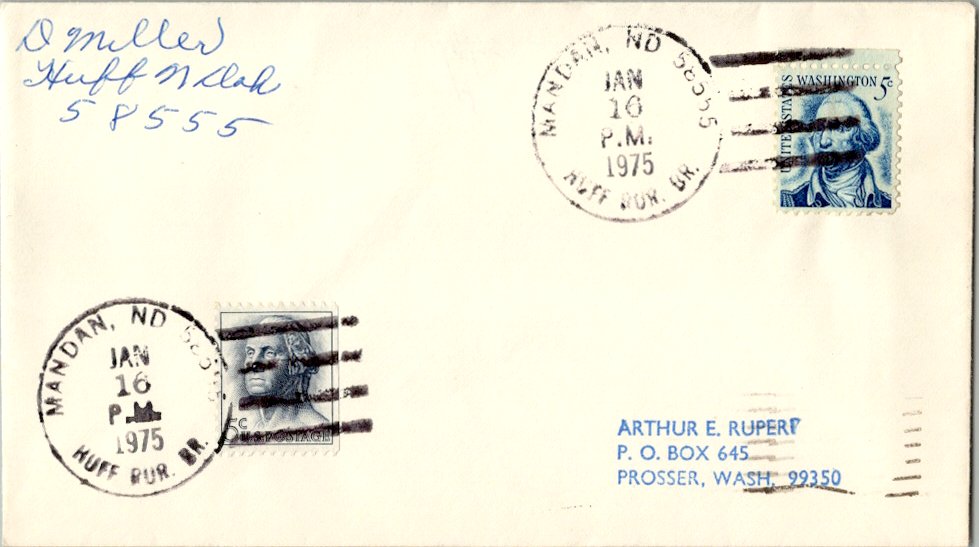 D Miller
Huff N Dak
58555
MANDAN, ND 58555
JAN
16
P.M.
1975
HUFF RUR. BR.
UNITED STATES
WASHINGTON 5c
MANDAN, ND
JAN
16
P.M.
1975
HUFF RUR. BR.
5c
U.S. POSTAGE
ARTHUR E. RUPERT
P. O. BOX 645
PROSSER, WASH. 99350